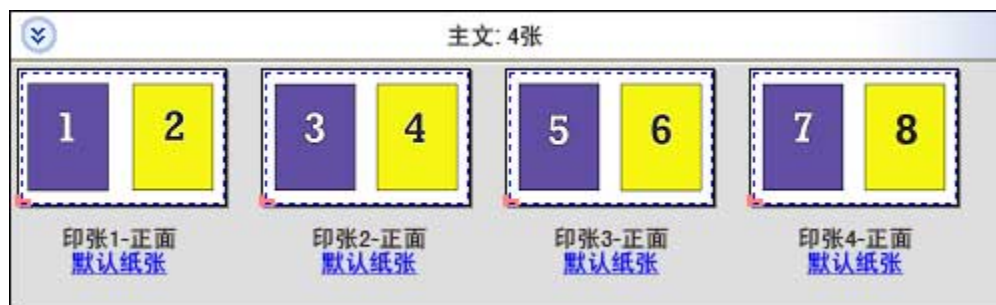 主文: 4张
1 2 3 4 5 6 7 8
印张1-正面 印张2-正面 印张3-正面 印张4-正面
默认纸张 默认纸张 默认纸张 默认纸张